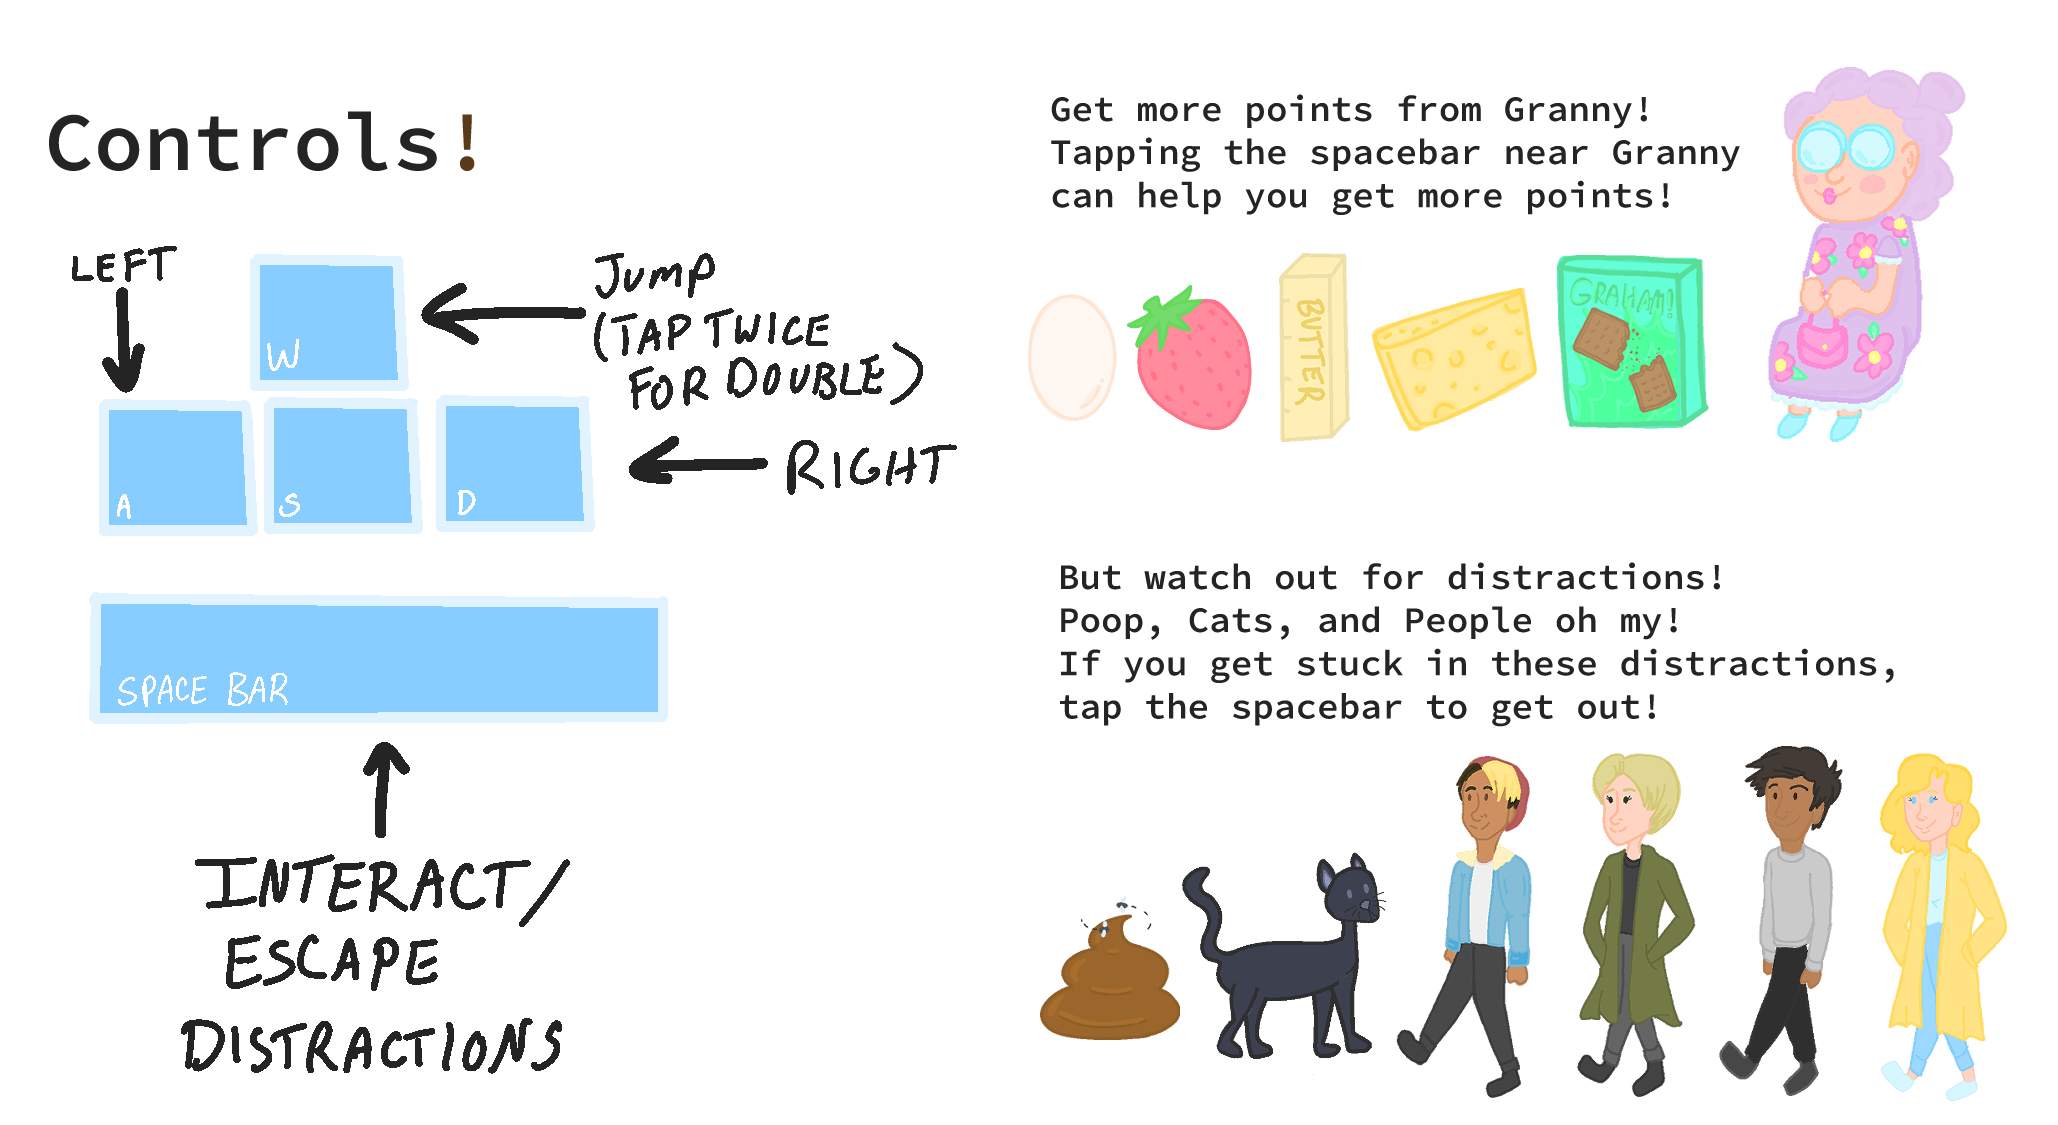 Controls!
LEFT
W
JUMP
(TAP TWICE
FOR DOUBLE)
A
S
D
RIGHT
SPACE BAR
INTERACT/
ESCAPE
DISTRACTIONS
Get more points from Granny!
Tapping the spacebar near Granny
can help you get more points!
BUTTER
GRAHAM!
But watch out for distractions!
Poop, Cats, and People oh my!
If you get stuck in these distractions,
tap the spacebar to get out!